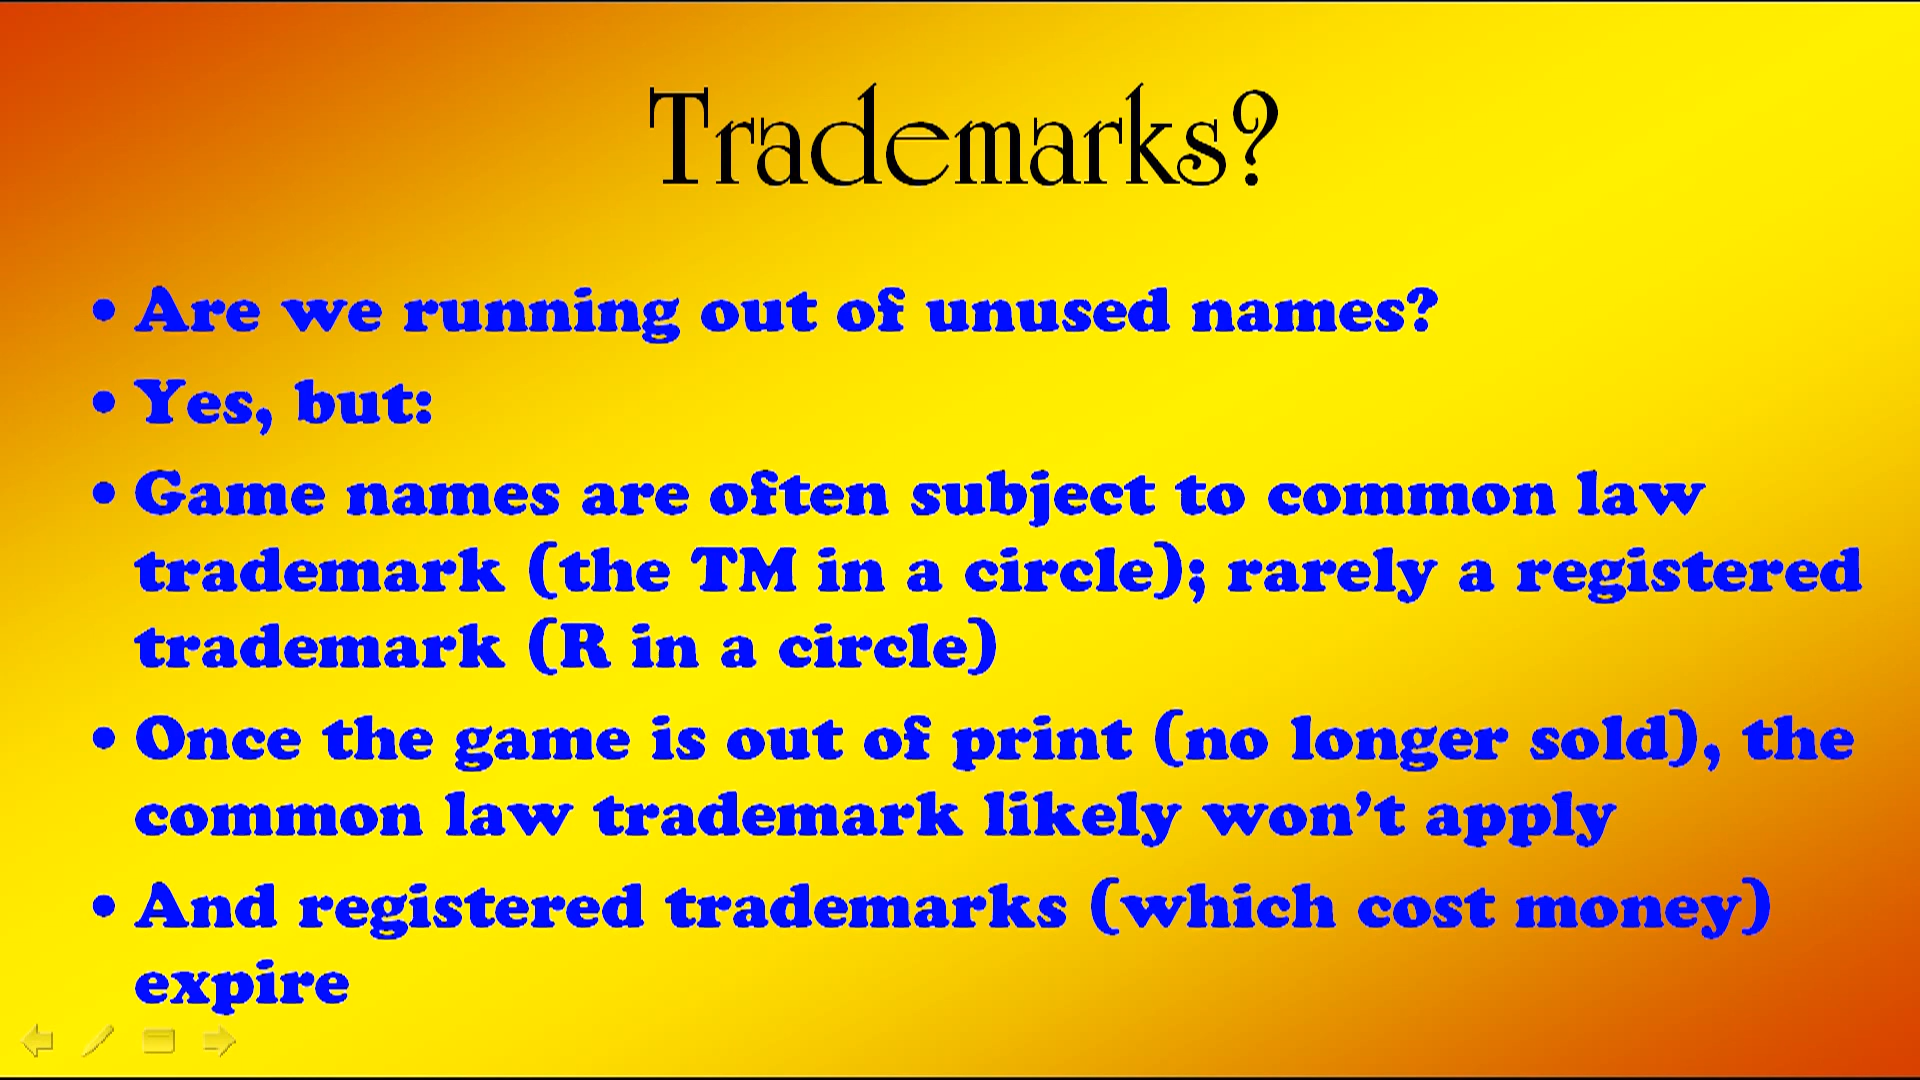 Trademarks?
• Are we running out of unused names?
• Yes, but:
• Game names are often subject to common law
trademark (the TM in a circle); rarely a registered
trademark (R in a circle)
• Once the game is out of print (no longer sold), the
common law trademark likely won’t apply
• And registered trademarks (which cost money)
expire